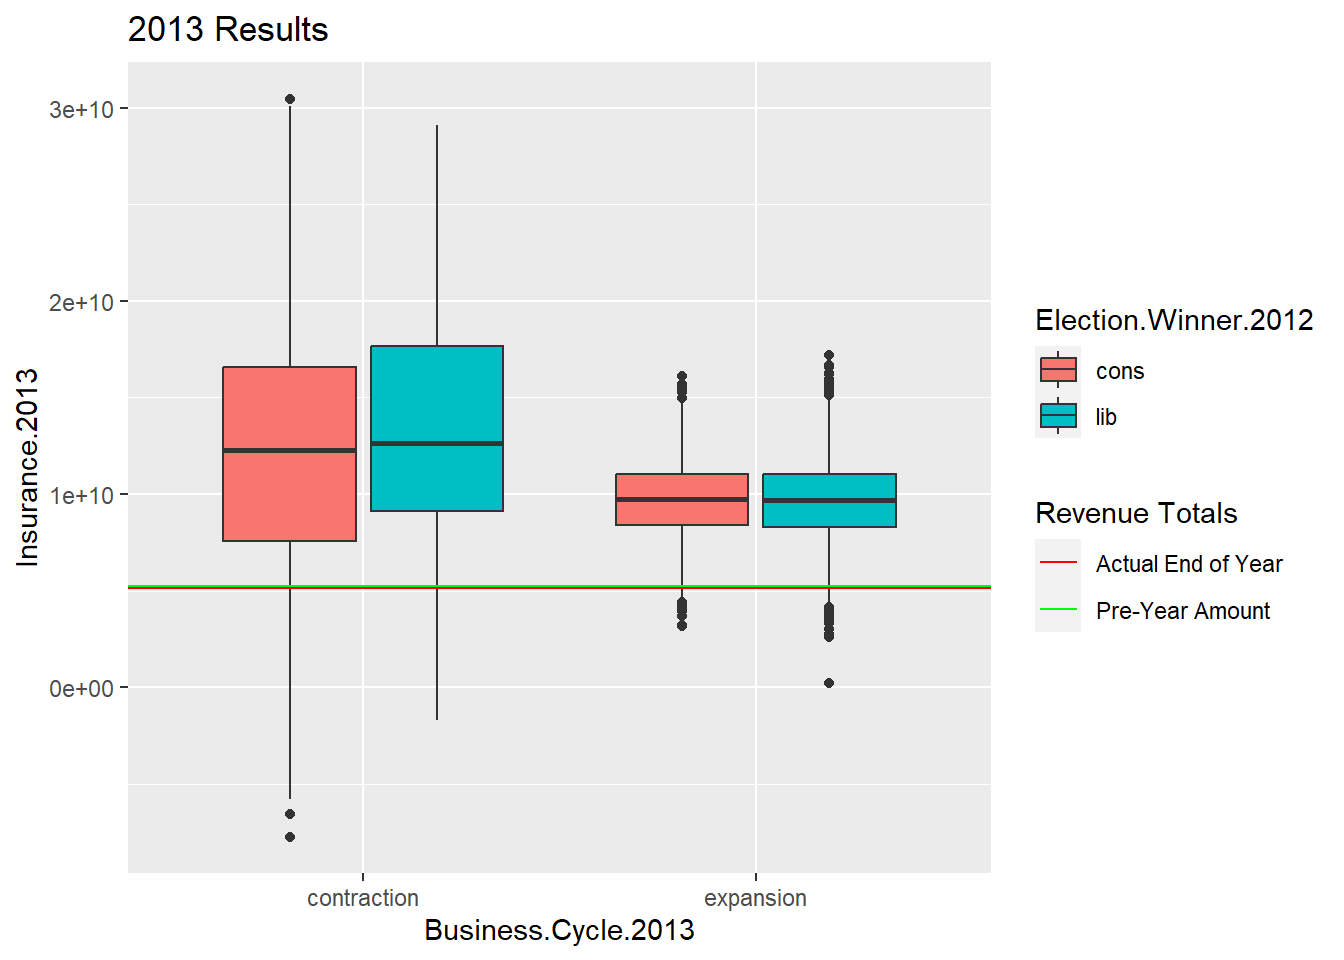 2013 Results
Insurance.2013
3e+10
2e+10
1e+10
0e+00
contraction
expansion
Business.Cycle.2013
Election.Winner.2012
cons
lib
Revenue Totals
Actual End of Year
Pre-Year Amount